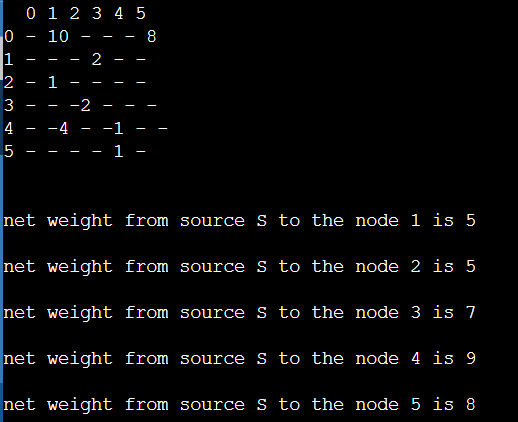 0 1 2 3 4 5
0 - 10 - - - 8
1 - - - 2 - -
2 - 1 - - - -
3 - - -2 - - -
4 - -4 - -1 - -
5 - - - - 1 -
net weight from source S to the node 1 is 5
net weight from source S to the node 2 is 5
net weight from source S to the node 3 is 7
net weight from source S to the node 4 is 9
net weight from source S to the node 5 is 8